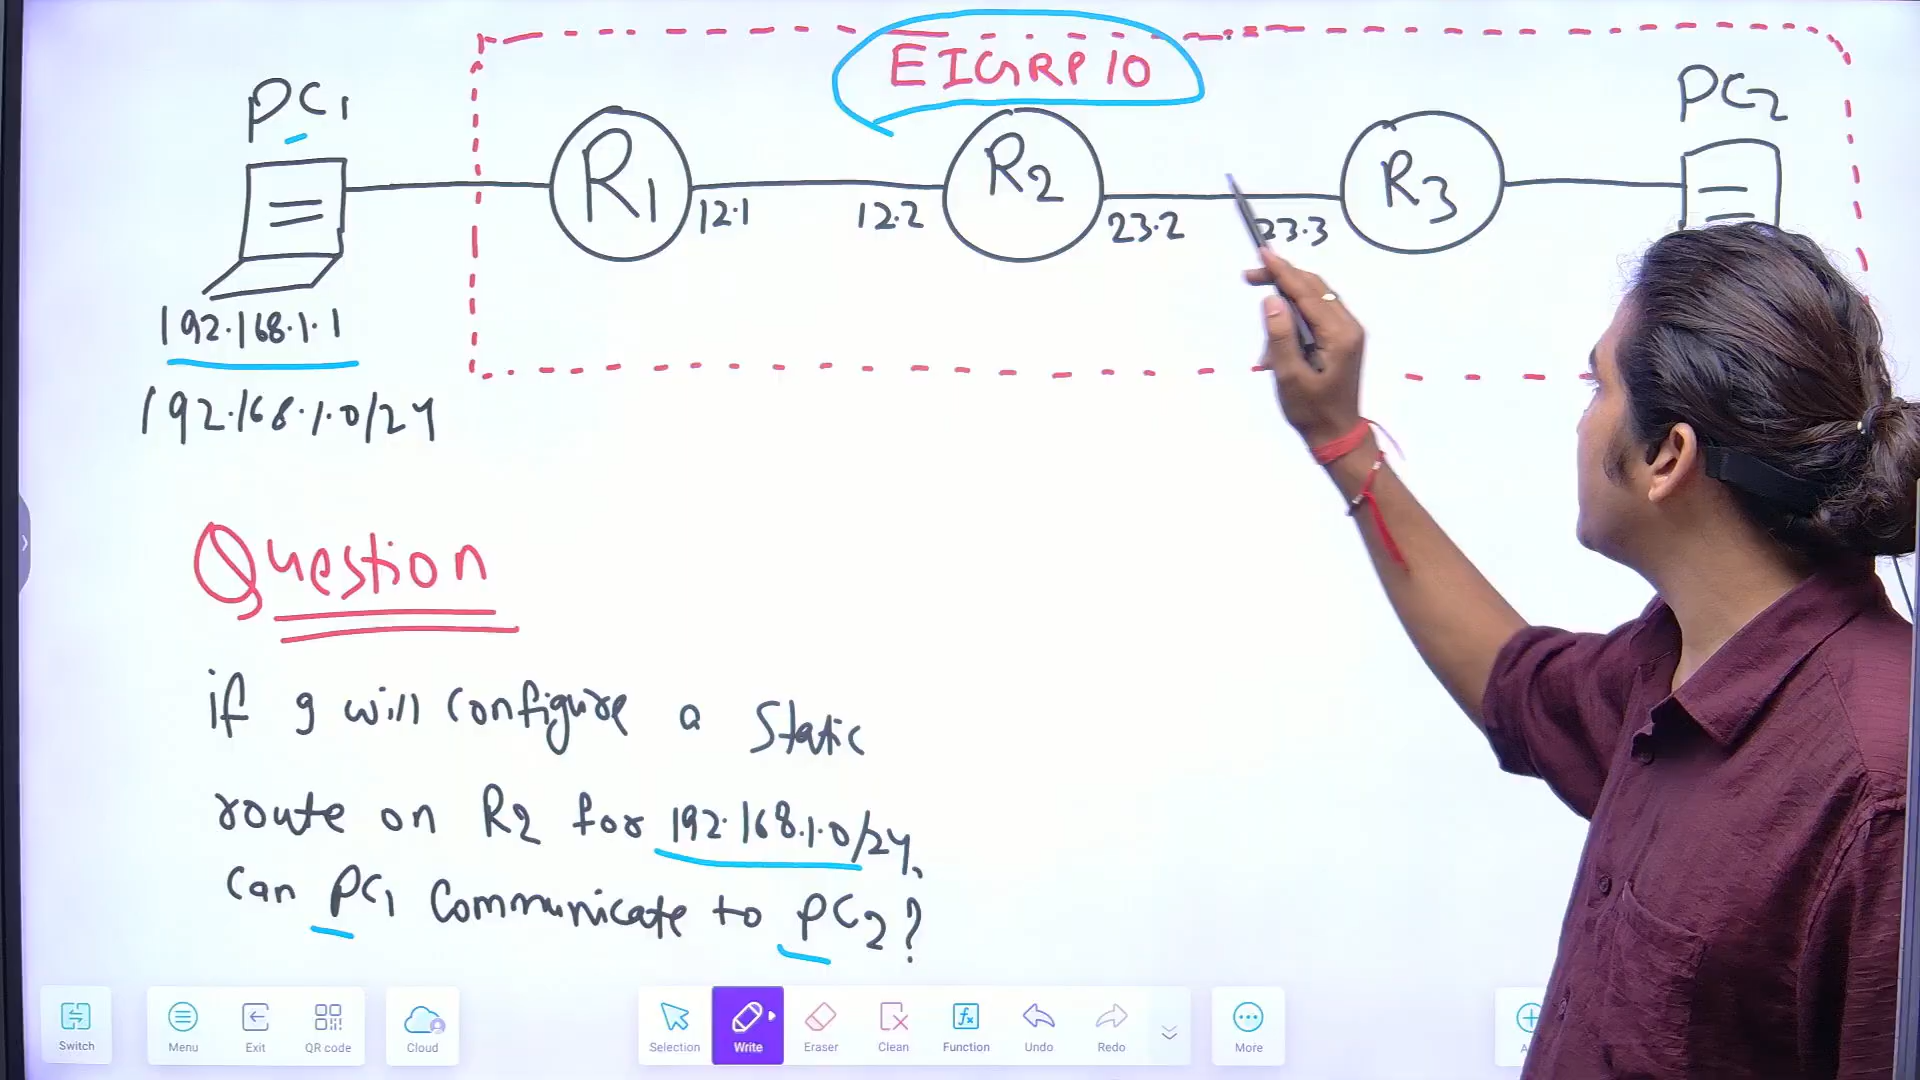 EIGRP 10
PC1
PC2
R1
R2
R3
12.1
12.2
23.2
23.3
192.168.1.1
192.168.1.0/24
Question
if I will configure a static
route on R2 for 192.168.1.0/24,
Can PC1 Communicate to PC2?
Switch
Menu
Exit
QR code
Cloud
Selection
Write
Eraser
Clean
Function
Undo
Redo
More